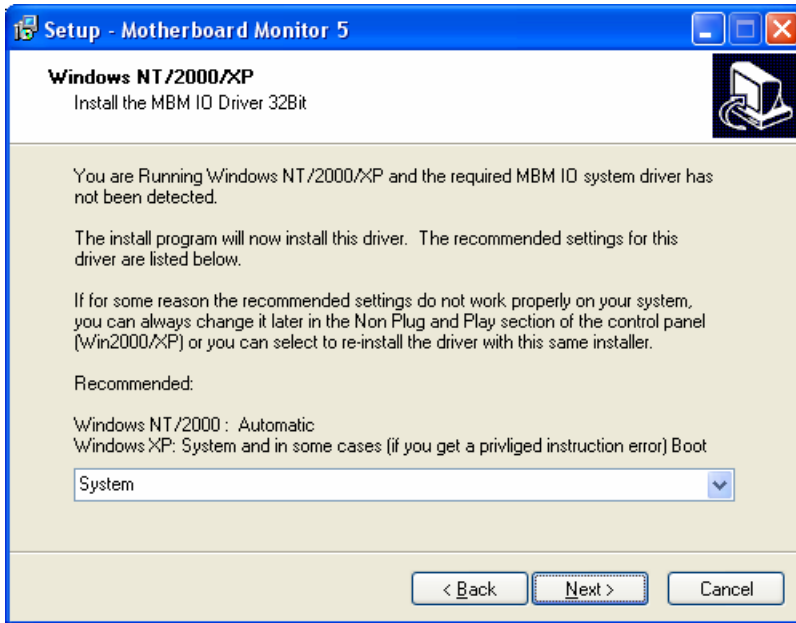 Setup - Motherboard Monitor 5
Windows NT/2000/XP
Install the MBM IO Driver 32Bit
You are Running Windows NT/2000/XP and the required MBM IO system driver has
not been detected.
The install program will now install this driver.  The recommended settings for this
driver are listed below.
If for some reason the recommended settings do not work properly on your system,
you can always change it later in the Non Plug and Play section of the control panel
(Win2000/XP) or you can select to re-install the driver with this same installer.
Recommended:
Windows NT/2000 :  Automatic
Windows XP: System and in some cases (if you get a privliged instruction error) Boot
System
< Back
Next >
Cancel